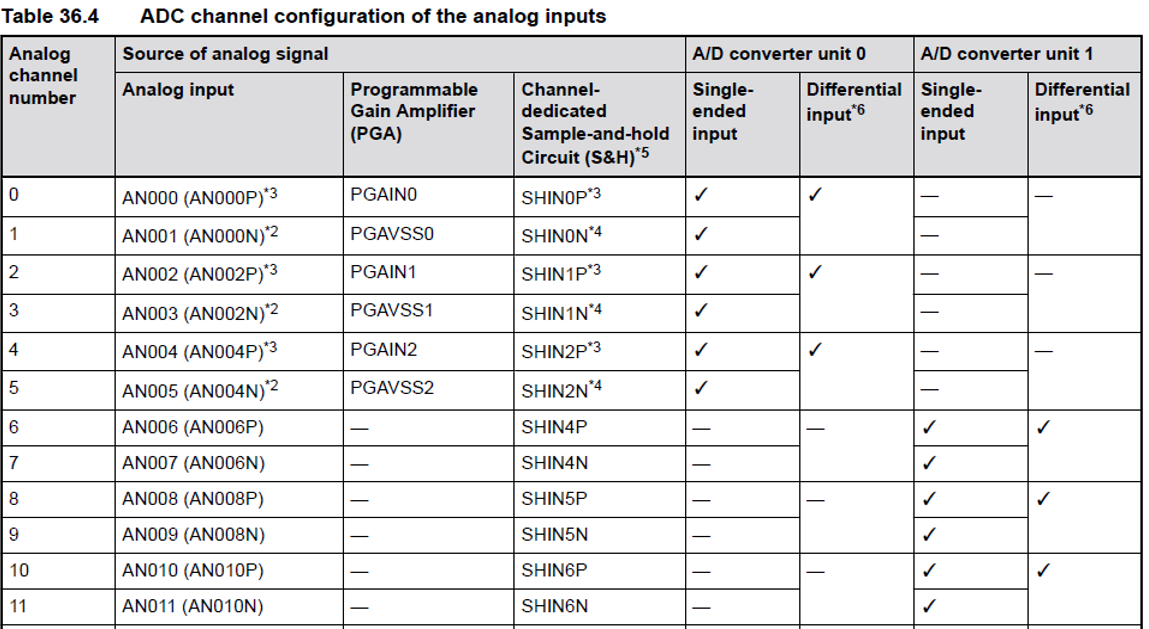 Table 36.4 ADC channel configuration of the analog inputs
Analog channel number | Source of analog signal | A/D converter unit 0 | A/D converter unit 1
Analog input | Programmable Gain Amplifier (PGA) | Channel-dedicated Sample-and-hold Circuit (S&H)*5 | Single-ended input | Differential input*6 | Single-ended input | Differential input*6
0 | AN000 (AN000P)*3 | PGAIN0 | SHIN0P*3 | ✓ | ✓ | — | —
1 | AN001 (AN000N)*2 | PGAVSS0 | SHIN0N*4 | ✓ | —
2 | AN002 (AN002P)*3 | PGAIN1 | SHIN1P*3 | ✓ | ✓ | — | —
3 | AN003 (AN002N)*2 | PGAVSS1 | SHIN1N*4 | ✓ | —
4 | AN004 (AN004P)*3 | PGAIN2 | SHIN2P*3 | ✓ | ✓ | — | —
5 | AN005 (AN004N)*2 | PGAVSS2 | SHIN2N*4 | ✓ | —
6 | AN006 (AN006P) | — | SHIN4P | — | — | ✓ | ✓
7 | AN007 (AN006N) | — | SHIN4N | — | ✓
8 | AN008 (AN008P) | — | SHIN5P | — | — | ✓ | ✓
9 | AN009 (AN008N) | — | SHIN5N | — | ✓
10 | AN010 (AN010P) | — | SHIN6P | — | — | ✓ | ✓
11 | AN011 (AN010N) | — | SHIN6N | — | ✓